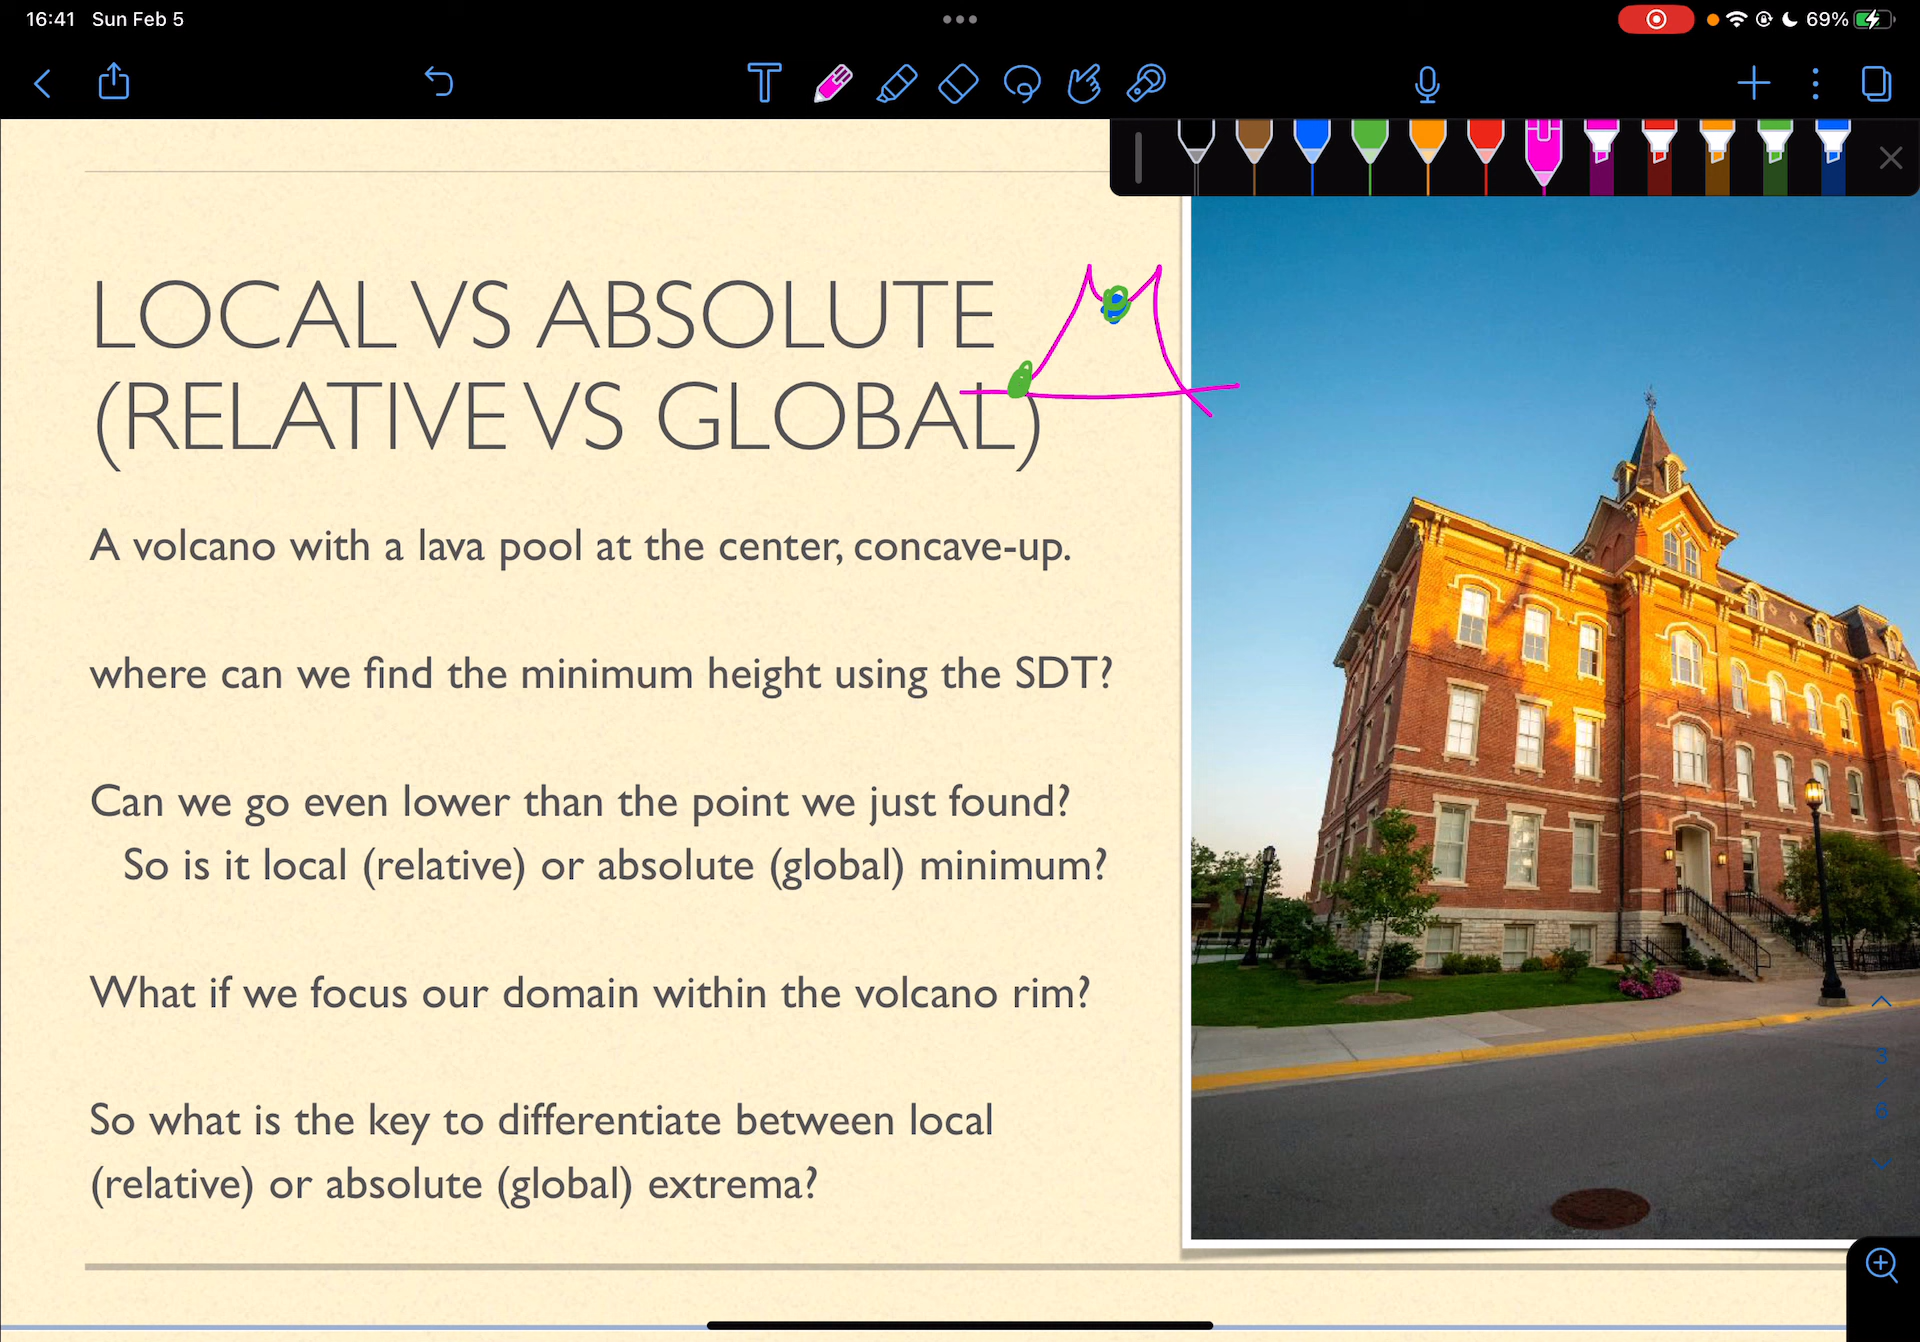 16:41 Sun Feb 5
69%
LOCAL VS ABSOLUTE
(RELATIVE VS GLOBAL)
A volcano with a lava pool at the center, concave-up.
where can we find the minimum height using the SDT?
Can we go even lower than the point we just found?
So is it local (relative) or absolute (global) minimum?
What if we focus our domain within the volcano rim?
So what is the key to differentiate between local
(relative) or absolute (global) extrema?
3
/
6